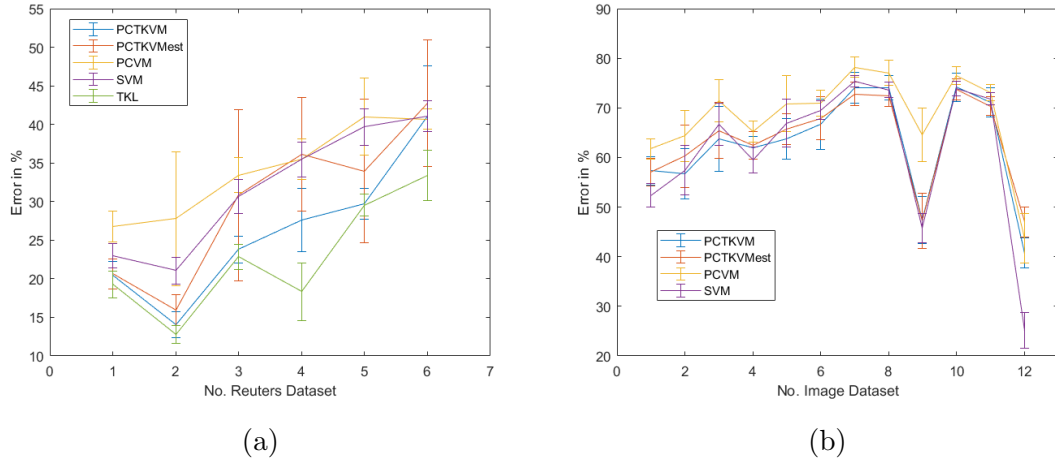 55
50
45
40
35
30
25
20
15
10
Error in %
0
1
2
3
4
5
6
7
No. Reuters Dataset
PCTKVM
PCTKVMest
PCVM
SVM
TKL
(a)
90
80
70
60
50
40
30
20
Error in %
0
2
4
6
8
10
12
No. Image Dataset
PCTKVM
PCTKVMest
PCVM
SVM
(b)